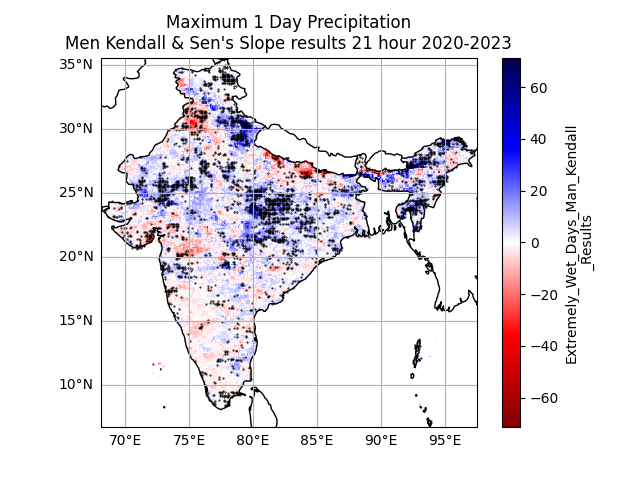 Maximum 1 Day Precipitation
Men Kendall & Sen's Slope results 21 hour 2020-2023
35°N
30°N
25°N
20°N
15°N
10°N
70°E 75°E 80°E 85°E 90°E 95°E
60
40
20
0
−20
−40
−60
Extremely_Wet_Days_Man_Kendall
_Results